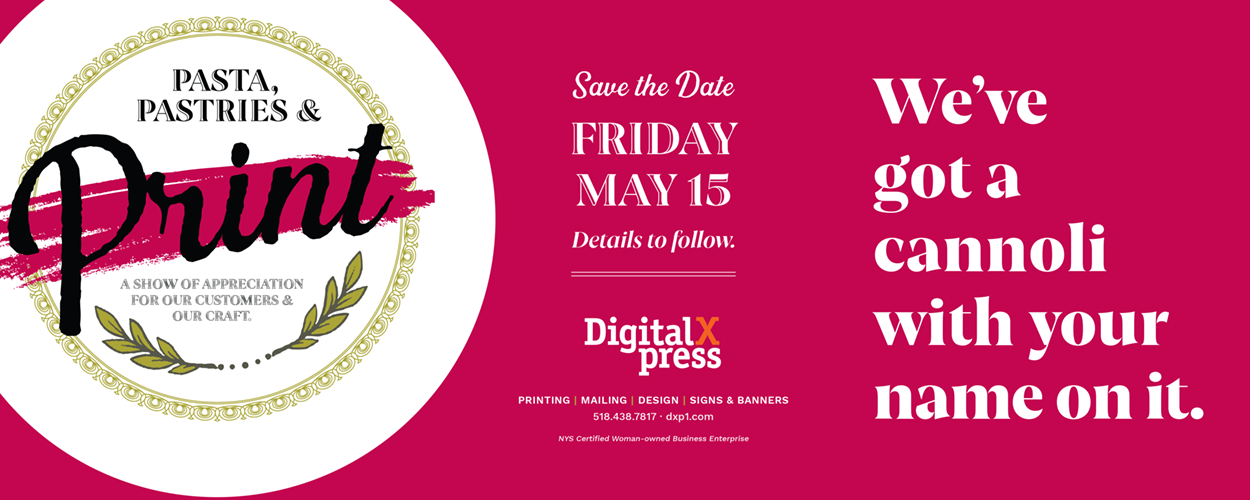 PASTA,
PASTRIES &
Print
A SHOW OF APPRECIATION
FOR OUR CUSTOMERS &
OUR CRAFT.
Save the Date
FRIDAY
MAY 15
Details to follow.
DigitalX
press
PRINTING | MAILING | DESIGN | SIGNS & BANNERS
518.438.7817 · dxp1.com
NYS Certified Woman-owned Business Enterprise
We’ve
got a
cannoli
with your
name on it.